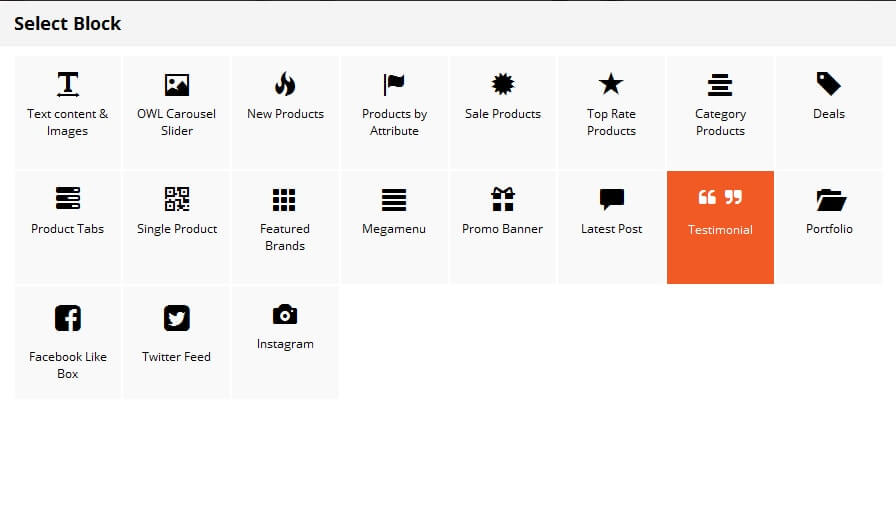 Select Block
Text content &
Images
OWL Carousel
Slider
New Products
Products by
Attribute
Sale Products
Top Rate
Products
Category
Products
Deals
Product Tabs
Single Product
Featured
Brands
Megamenu
Promo Banner
Latest Post
Testimonial
Portfolio
Facebook Like
Box
Twitter Feed
Instagram